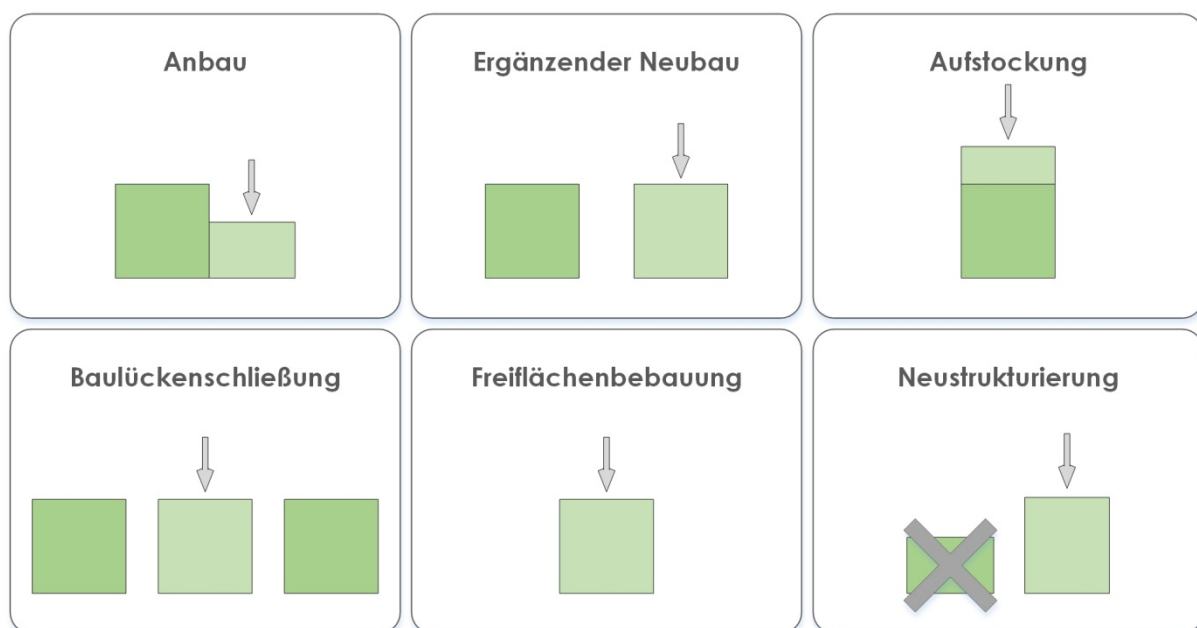 Anbau
Ergänzender Neubau
Aufstockung
Baulückenschließung
Freiflächenbebauung
Neustrukturierung